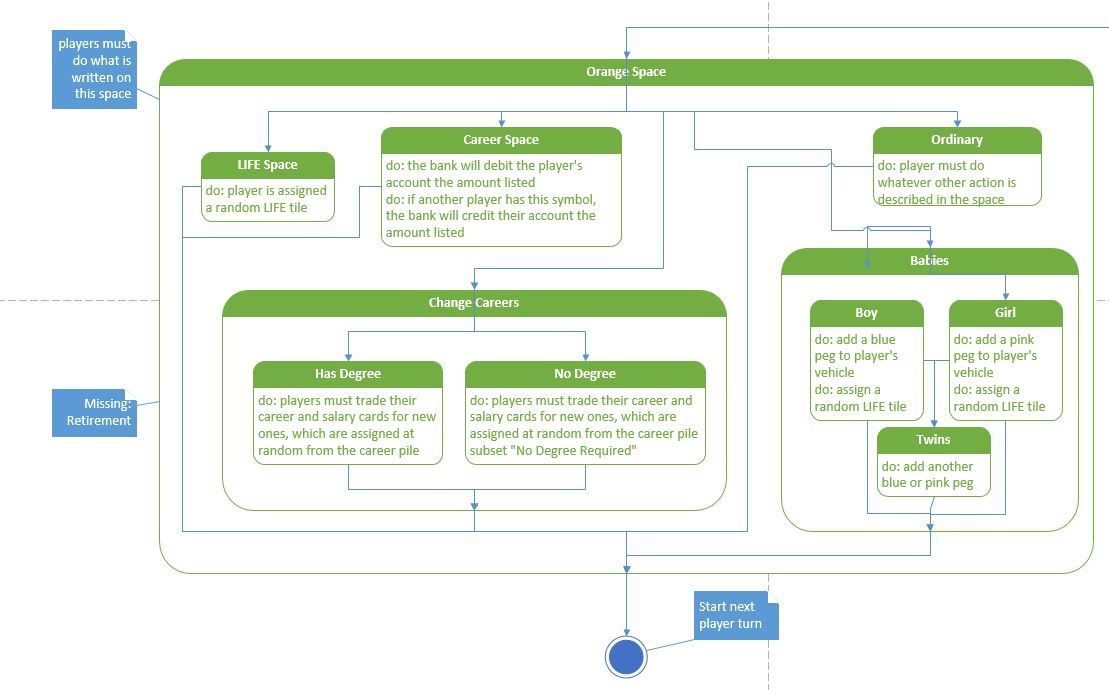 players must
do what is
written on
this space
Orange Space
LIFE Space
do: player is assigned
a random LIFE tile
Career Space
do: the bank will debit the player's
account the amount listed
do: if another player has this symbol,
the bank will credit their account the
amount listed
Ordinary
do: player must do
whatever other action is
described in the space
Change Careers
Has Degree
do: players must trade their
career and salary cards for new
ones, which are assigned at
random from the career pile
No Degree
do: players must trade their career and
salary cards for new ones, which are
assigned at random from the career pile
subset "No Degree Required"
Babies
Boy
do: add a blue
peg to player's
vehicle
do: assign a
random LIFE tile
Girl
do: add a pink
peg to player's
vehicle
do: assign a
random LIFE tile
Twins
do: add another
blue or pink peg
Missing:
Retirement
Start next
player turn